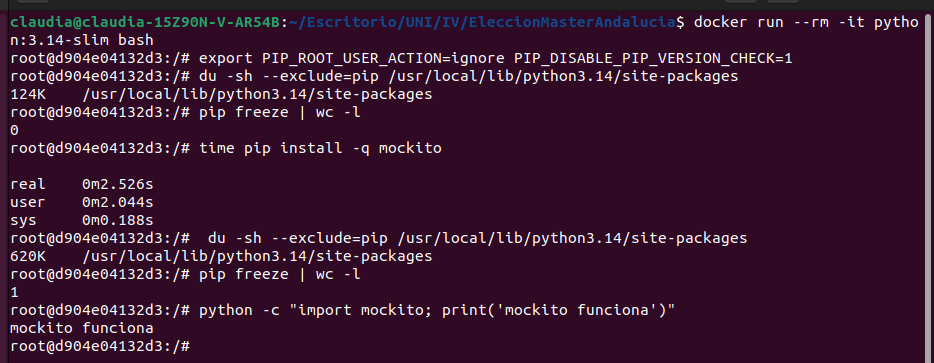 claudia@claudia-15Z90N-V-AR54B:~/Escritorio/UNI/IV/EleccionMasterAndalucia$ docker run --rm -it pytho
n:3.14-slim bash
root@d904e04132d3:/# export PIP_ROOT_USER_ACTION=ignore PIP_DISABLE_PIP_VERSION_CHECK=1
root@d904e04132d3:/# du -sh --exclude=pip /usr/local/lib/python3.14/site-packages
124K    /usr/local/lib/python3.14/site-packages
root@d904e04132d3:/# pip freeze | wc -l
0
root@d904e04132d3:/# time pip install -q mockito
real    0m2.526s
user    0m2.044s
sys     0m0.188s
root@d904e04132d3:/#  du -sh --exclude=pip /usr/local/lib/python3.14/site-packages
620K    /usr/local/lib/python3.14/site-packages
root@d904e04132d3:/# pip freeze | wc -l
1
root@d904e04132d3:/# python -c "import mockito; print('mockito funciona')"
mockito funciona
root@d904e04132d3:/#